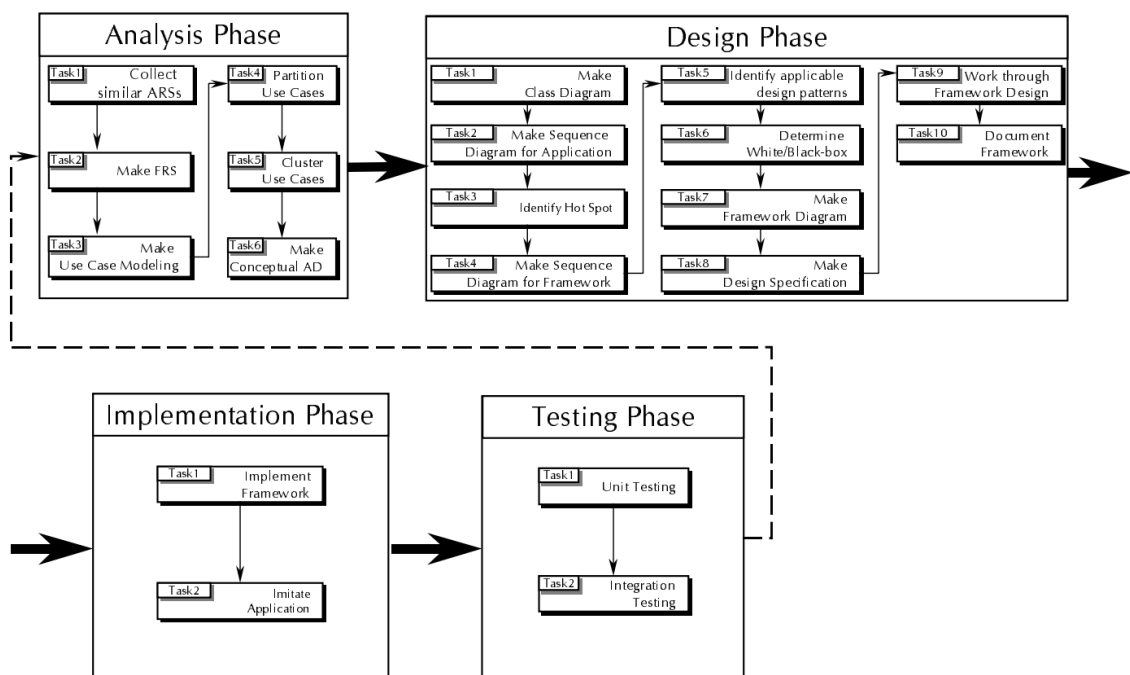 Analysis Phase
Task1
Collect
similar ARSs
Task2
Make FRS
Task3
Make
Use Case Modeling
Task4
Partition
Use Cases
Task5
Cluster
Use Cases
Task6
Make
Conceptual AD
Design Phase
Task1
Make
Class Diagram
Task2
Make Sequence
Diagram for Application
Task3
Identify Hot Spot
Task4
Make Sequence
Diagram for Framework
Task5
Identify applicable
design patterns
Task6
Determine
White/Black-box
Task7
Make
Framework Diagram
Task8
Make
Design Specification
Task9
Work through
Framework Design
Task10
Document
Framework
Implementation Phase
Task1
Implement
Framework
Task2
Imitate
Application
Testing Phase
Task1
Unit Testing
Task2
Integration
Testing